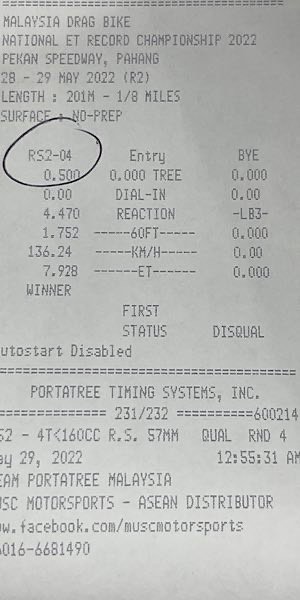 MALAYSIA DRAG BIKE
NATIONAL ET RECORD CHAMPIONSHIP 2022
PEKAN SPEEDWAY, PAHANG
28 - 29 MAY 2022 (R2)
LENGTH : 201M - 1/8 MILES
SURFACE : NO-PREP
RS2-04 Entry BYE
0.500 0.000 TREE 0.000
0.00 DIAL-IN 0.00
4.470 REACTION -LB3-
1.752 -----60FT----- 0.000
136.24 -----KM/H----- 0.00
7.928 ------ET------ 0.000
WINNER
FIRST
STATUS DISQUAL
utostart Disabled
PORTATREE TIMING SYSTEMS, INC.
============= 231/232 ==========600214
S2 - 4T<160CC R.S. 57MM QUAL RND 4
ay 29, 2022 12:55:31 AM
EAM PORTATREE MALAYSIA
USC MOTORSPORTS - ASEAN DISTRIBUTOR
w.facebook.com/muscmotorsports
016-6681490